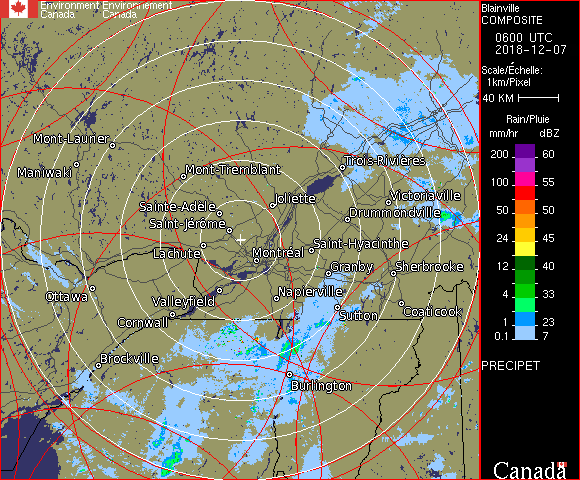 Environment Environnement
Canada Canada
Blainville
COMPOSITE
0600 UTC
2018-12-07
Scale/Échelle:
1km/Pixel
40 KM
Rain/Pluie
mm/hr dBZ
200 60
100 55
50 50
24 45
12 40
4 33
1 23
0.1 7
PRECIPET
Canada
Mont-Laurier
Maniwaki
Mont-Tremblant
Trois-Rivières
Sainte-Adèle
Joliette
Victoriaville
Saint-Jérôme
Drummondville
Lachute
Montréal
Saint-Hyacinthe
Granby
Sherbrooke
Ottawa
Valleyfield
Napierville
Cornwall
Sutton
Coaticook
Brockville
Burlington